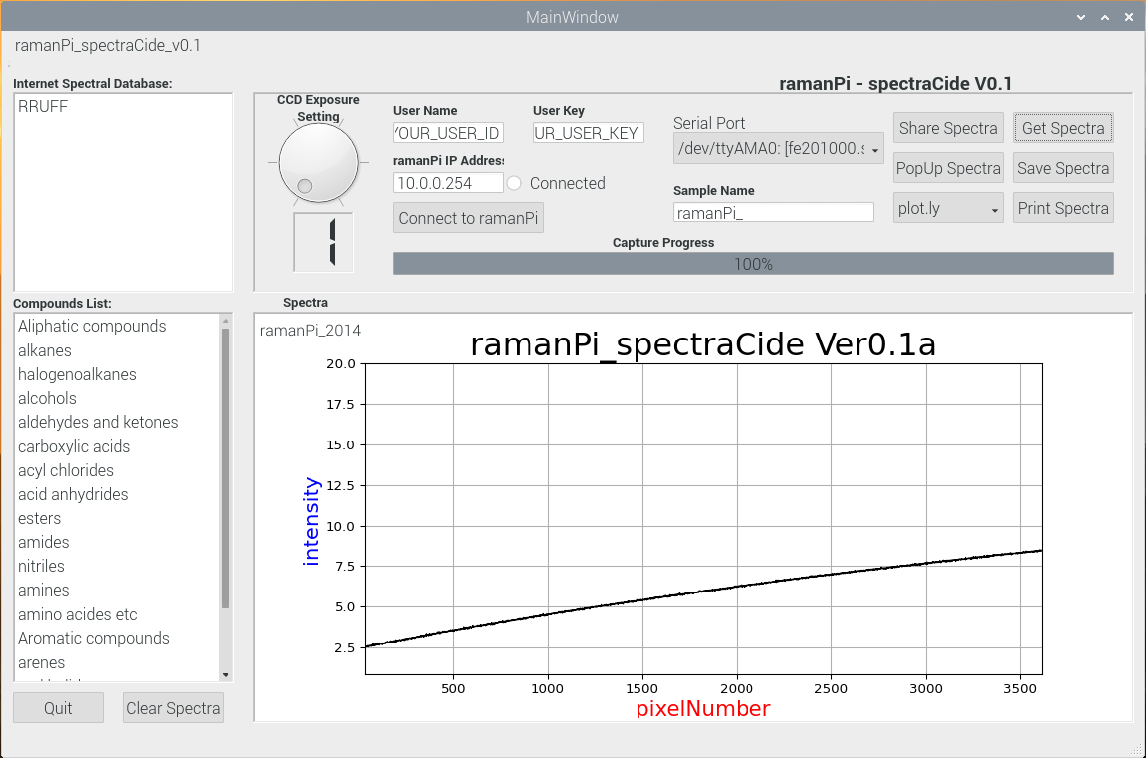 MainWindow
ramanPi_spectraCide_v0.1
Internet Spectral Database:
RRUFF
ramanPi - spectraCide V0.1
CCD Exposure
Setting
1
User Name
User Key
YOUR_USER_ID
UR_USER_KEY
ramanPi IP Address
10.0.0.254
Connected
Connect to ramanPi
Serial Port
/dev/ttyAMA0: [fe201000.s
Sample Name
ramanPi_
Share Spectra
Get Spectra
PopUp Spectra
Save Spectra
plot.ly
Print Spectra
Capture Progress
100%
Compounds List:
Aliphatic compounds
alkanes
halogenoalkanes
alcohols
aldehydes and ketones
carboxylic acids
acyl chlorides
acid anhydrides
esters
amides
nitriles
amines
amino acides etc
Aromatic compounds
arenes
Quit
Clear Spectra
Spectra
ramanPi_2014
ramanPi_spectraCide Ver0.1a
intensity
20.0
17.5
15.0
12.5
10.0
7.5
5.0
2.5
500 1000 1500 2000 2500 3000 3500
pixelNumber